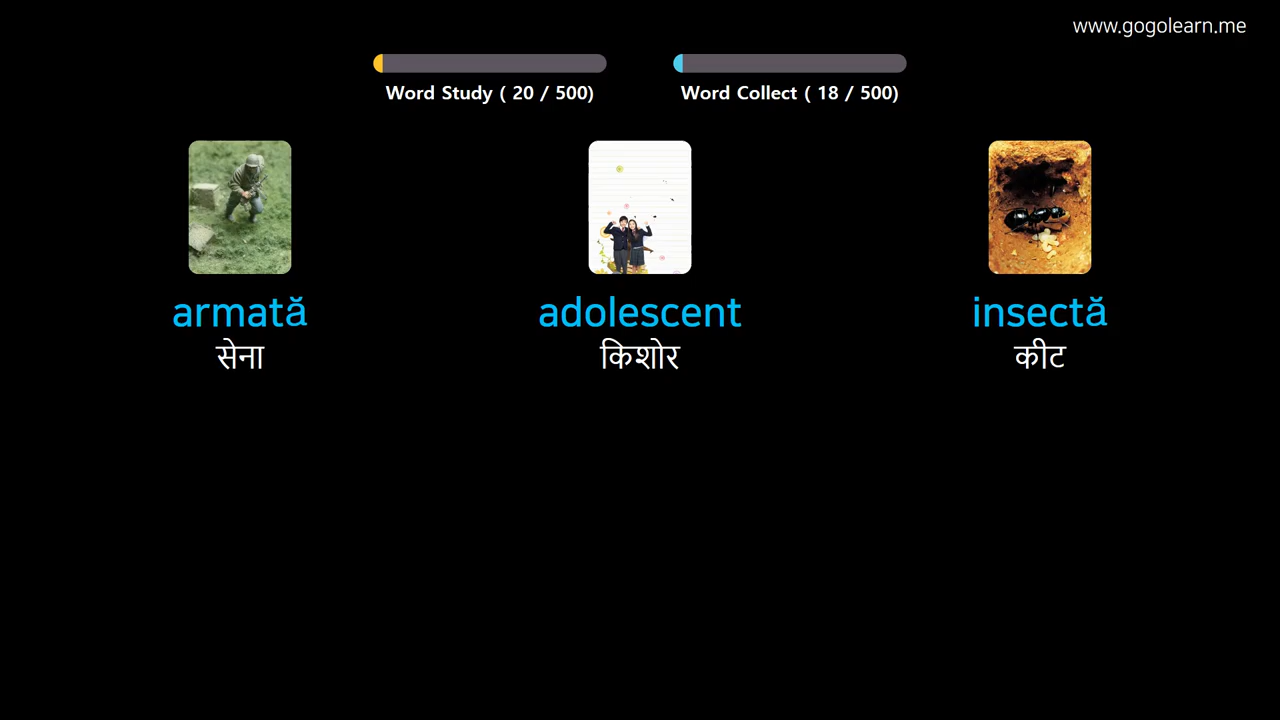 www.gogolearn.me
Word Study ( 20 / 500)
Word Collect ( 18 / 500)
armată
सेना
adolescent
किशोर
insectă
कीट